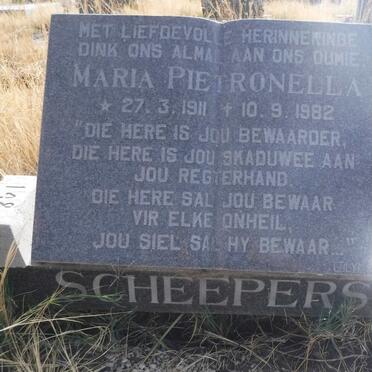 MET LIEFDEVOLLE HERINNERINGE
DINK ONS ALMAL AAN ONS OUMIE
MARIA PIETRONELLA
* 27.3.1911 + 10.9.1982
"DIE HERE IS JOU BEWAARDER,
DIE HERE IS JOU SKADUWEE AAN
JOU REGTERHAND.
DIE HERE SAL JOU BEWAAR
VIR ELKE ONHEIL,
JOU SIEL SAL HY BEWAAR..."
SCHEEPERS